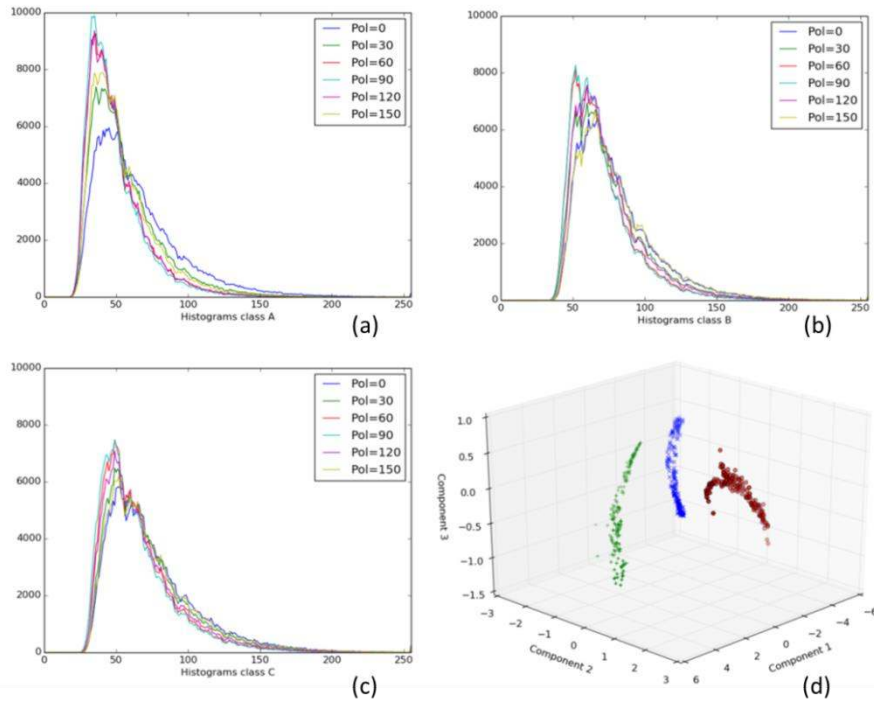 10000
8000
6000
4000
2000
0
0 50 100 150 200 250
Histograms class A
Pol=0
Pol=30
Pol=60
Pol=90
Pol=120
Pol=150
(a)
10000
8000
6000
4000
2000
0
0 50 100 150 200 250
Histograms class B
Pol=0
Pol=30
Pol=60
Pol=90
Pol=120
Pol=150
(b)
10000
8000
6000
4000
2000
0
0 50 100 150 200 250
Histograms class C
Pol=0
Pol=30
Pol=60
Pol=90
Pol=120
Pol=150
(c)
1.0
0.5
0.0
−0.5
−1.0
−1.5
Component 3
−3 −2 −1 0 1 2 3
Component 2
6 4 2 0 −2 −4 −6
Component 1
(d)